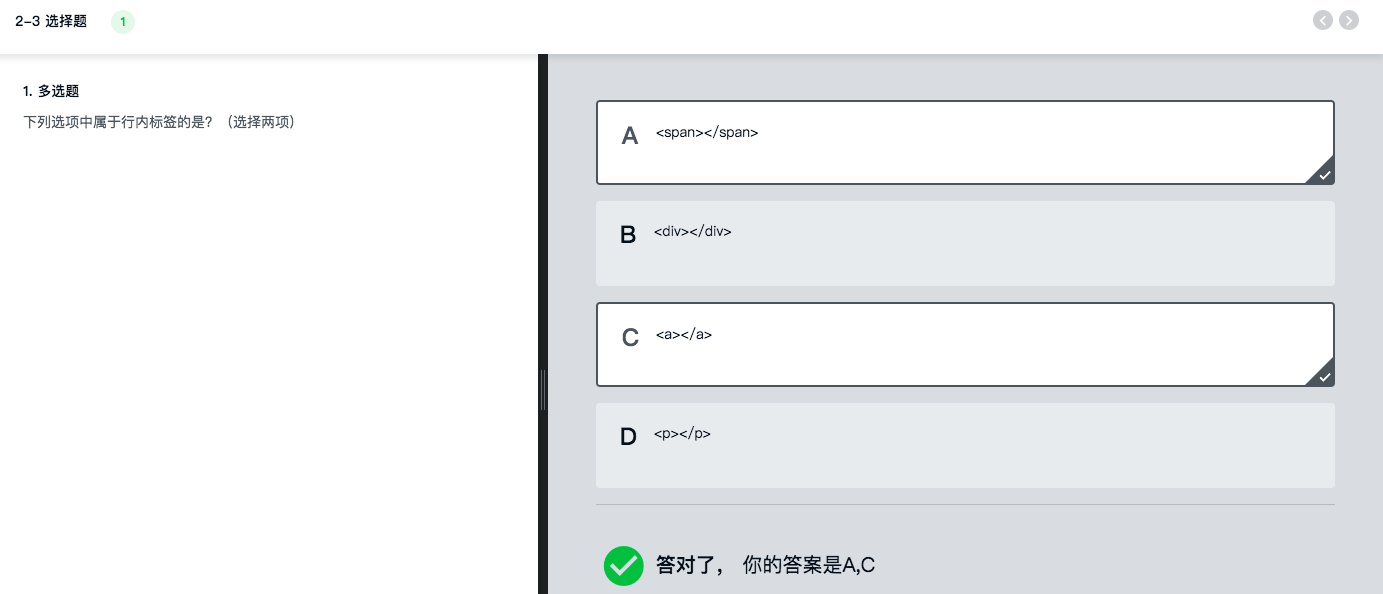 2-3 选择题 1
1. 多选题
下列选项中属于行内标签的是？（选择两项）
A <span></span>
B <div></div>
C <a></a>
D <p></p>
答对了， 你的答案是A,C